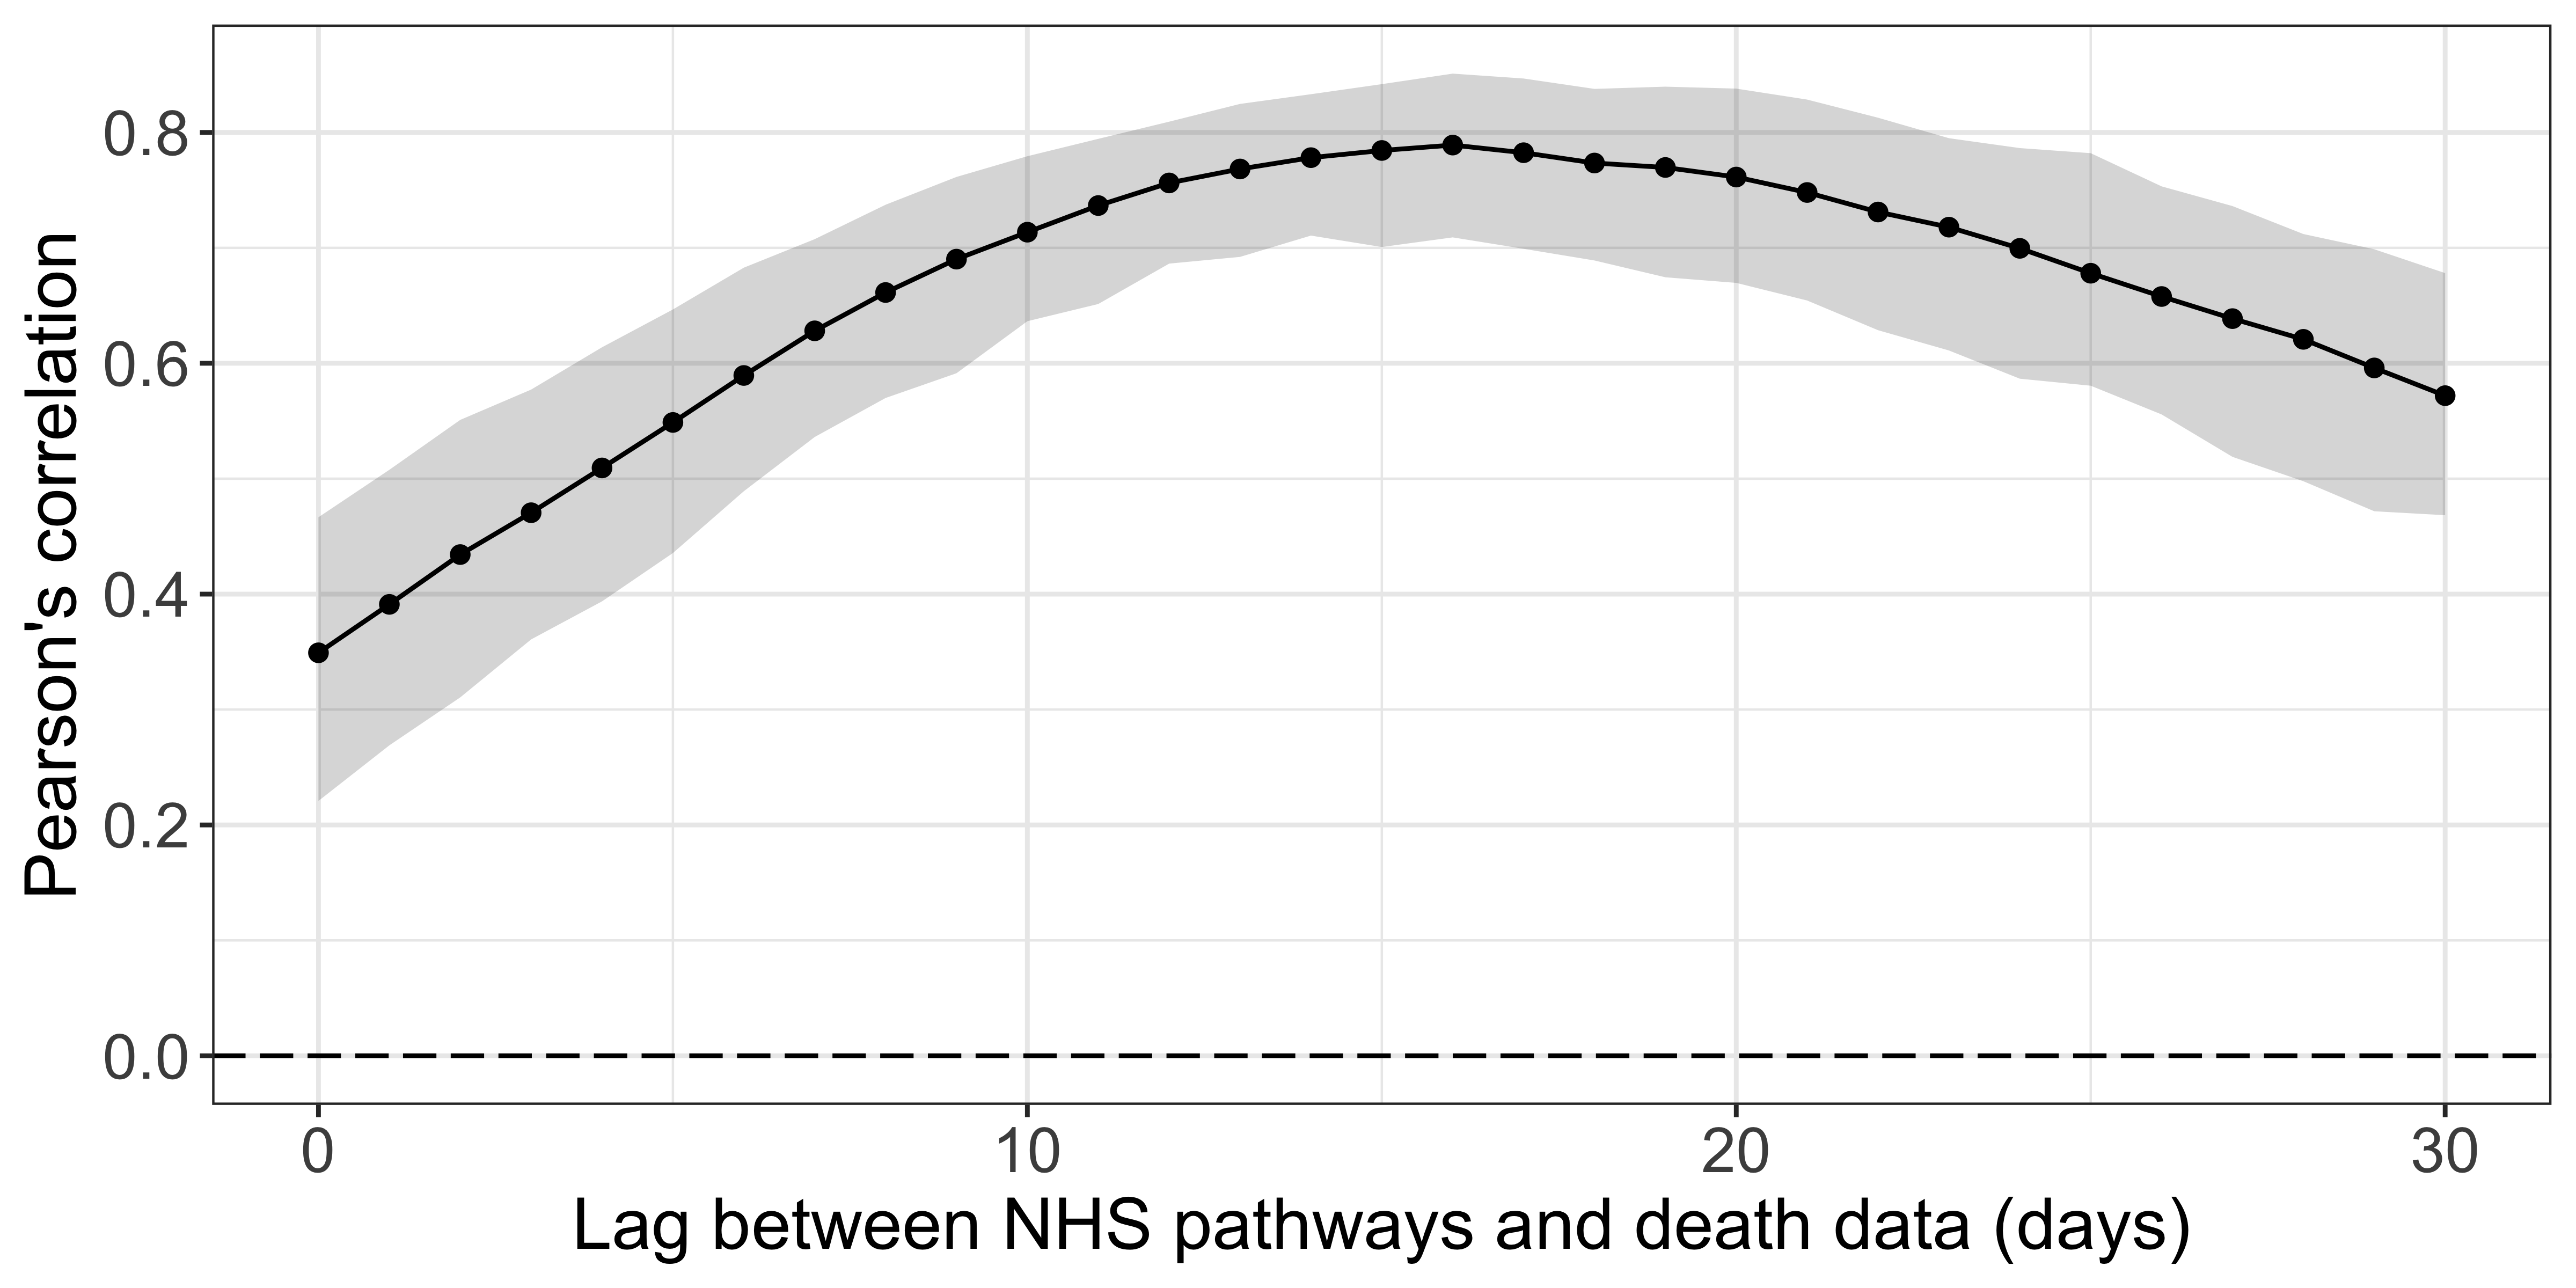 Pearson's correlation
0.8
0.6
0.4
0.2
0.0
0 10 20 30
Lag between NHS pathways and death data (days)